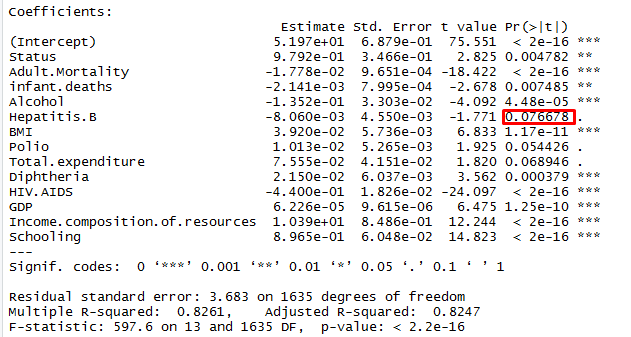 Coefficients:
Estimate Std. Error t value Pr(>|t|)
(Intercept) 5.197e+01 6.879e-01 75.551 < 2e-16 ***
Status 9.792e-01 3.466e-01 2.825 0.004782 **
Adult.Mortality -1.778e-02 9.651e-04 -18.422 < 2e-16 ***
infant.deaths -2.141e-03 7.995e-04 -2.678 0.007485 **
Alcohol -1.352e-01 3.303e-02 -4.092 4.48e-05 ***
Hepatitis.B -8.060e-03 4.550e-03 -1.771 0.076678 .
BMI 3.920e-02 5.736e-03 6.833 1.17e-11 ***
Polio 1.013e-02 5.265e-03 1.925 0.054426 .
Total.expenditure 7.555e-02 4.151e-02 1.820 0.068946 .
Diphtheria 2.150e-02 6.037e-03 3.562 0.000379 ***
HIV.AIDS -4.400e-01 1.826e-02 -24.097 < 2e-16 ***
GDP 6.226e-05 9.615e-06 6.475 1.25e-10 ***
Income.composition.of.resources 1.039e+01 8.486e-01 12.244 < 2e-16 ***
Schooling 8.965e-01 6.048e-02 14.823 < 2e-16 ***
---
Signif. codes: 0 ‘***’ 0.001 ‘**’ 0.01 ‘*’ 0.05 ‘.’ 0.1 ‘ ’ 1
Residual standard error: 3.683 on 1635 degrees of freedom
Multiple R-squared: 0.8261, Adjusted R-squared: 0.8247
F-statistic: 597.6 on 13 and 1635 DF, p-value: < 2.2e-16